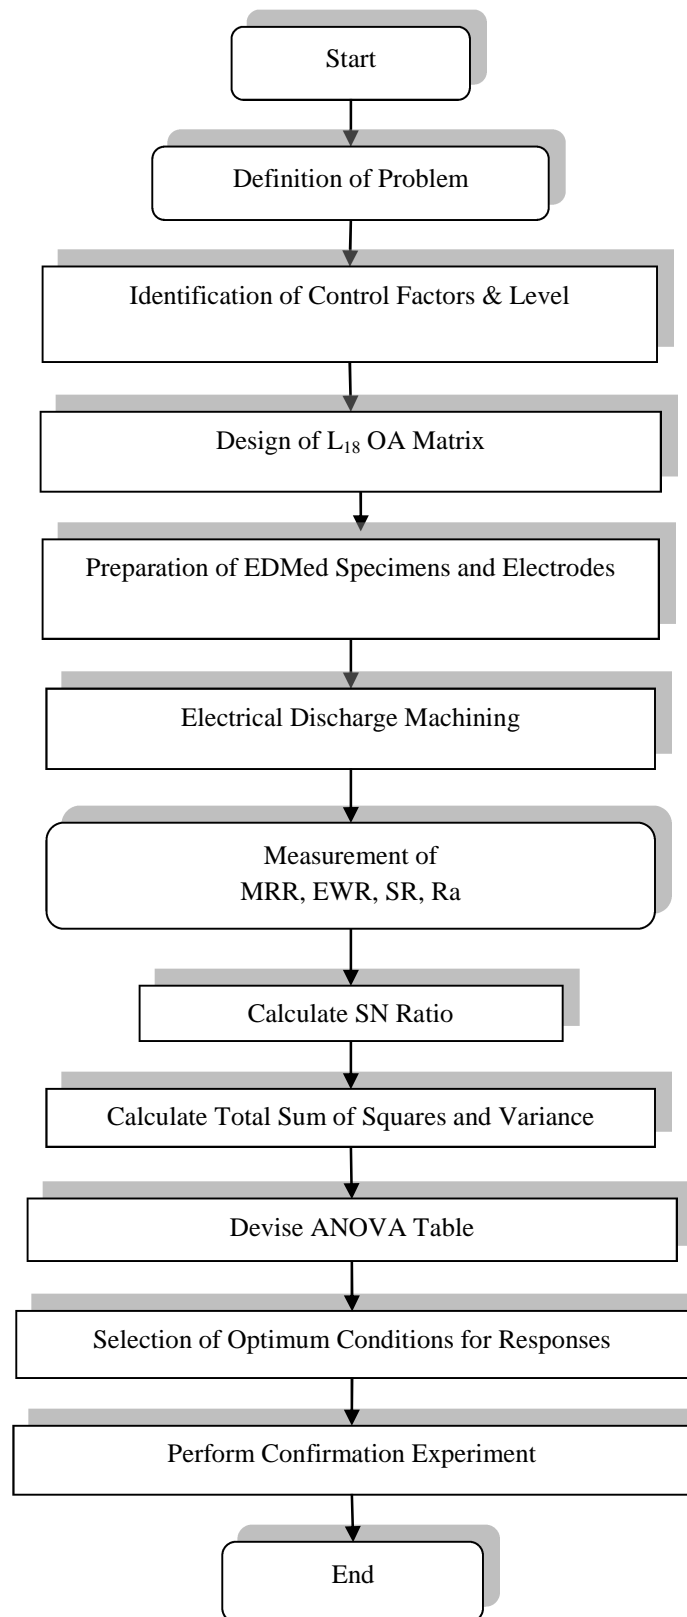 Start
Definition of Problem
Identification of Control Factors & Level
Design of L₁₈ OA Matrix
Preparation of EDMed Specimens and Electrodes
Electrical Discharge Machining
Measurement of
MRR, EWR, SR, Ra
Calculate SN Ratio
Calculate Total Sum of Squares and Variance
Devise ANOVA Table
Selection of Optimum Conditions for Responses
Perform Confirmation Experiment
End